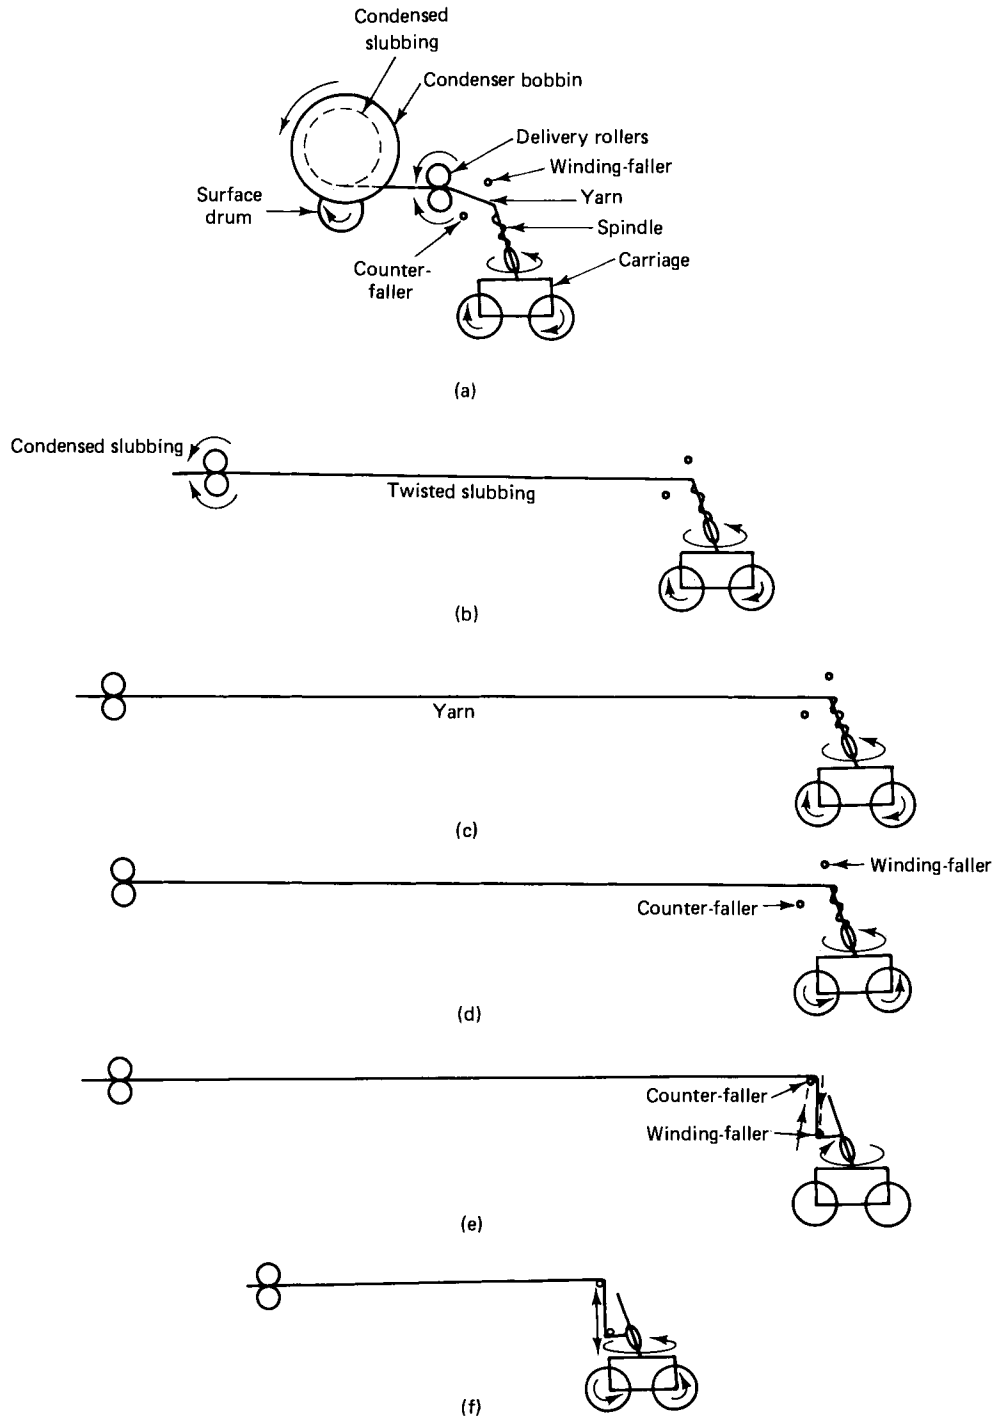 Condensed
slubbing
Condenser bobbin
Delivery rollers
Winding-faller
Yarn
Surface
drum
Spindle
Counter-
faller
Carriage
(a)
Condensed slubbing
Twisted slubbing
(b)
Yarn
(c)
Winding-faller
Counter-faller
(d)
Counter-faller
Winding-faller
(e)
(f)